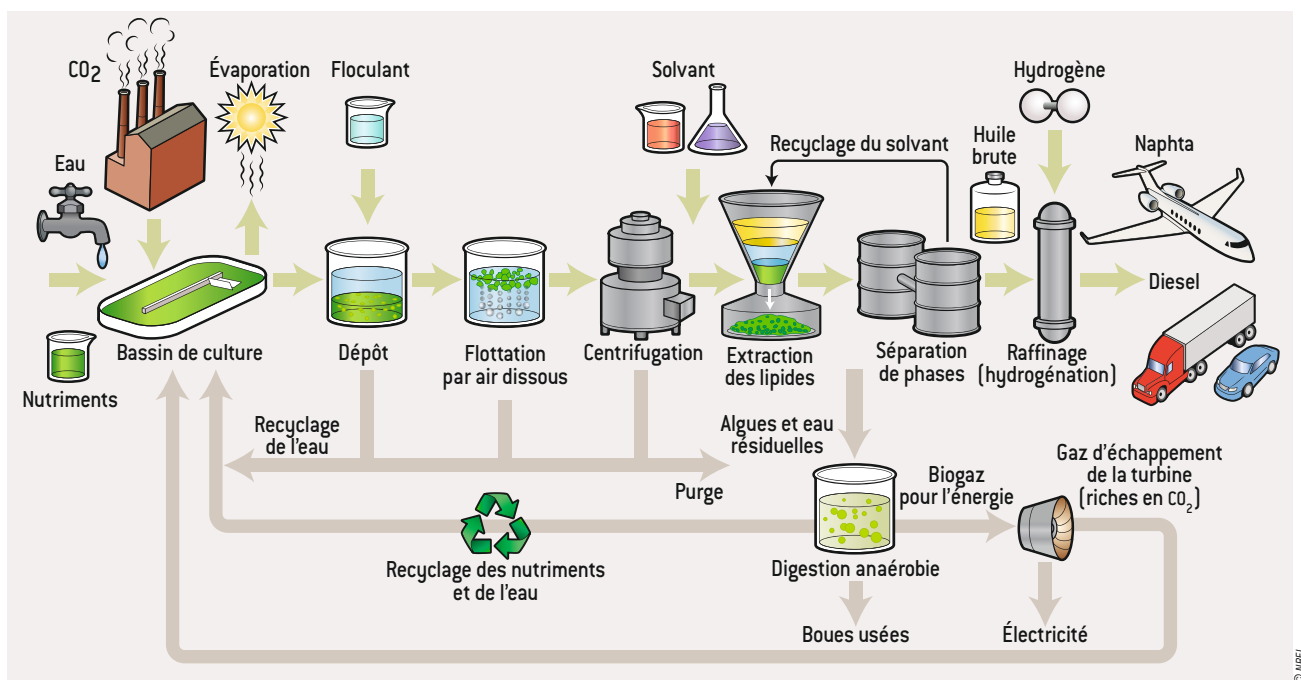 CO2
Évaporation
Floculant
Solvant
Hydrogène
Eau
Recyclage du solvant
Huile
brute
Naphta
Diesel
Nutriments
Bassin de culture
Dépôt
Flottation
par air dissous
Centrifugation
Extraction
des lipides
Séparation
de phases
Raffinage
(hydrogénation)
Recyclage
de l'eau
Purge
Algues et eau
résiduelles
Biogaz
pour l'énergie
Gaz d'échappement
de la turbine
(riches en CO2)
Recyclage des nutriments
et de l'eau
Digestion anaérobie
Boues usées
Électricité
© NREL